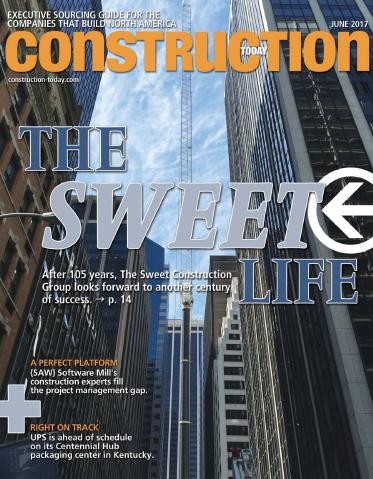 EXECUTIVE SOURCING GUIDE FOR THE
COMPANIES THAT BUILD NORTH AMERICA
JUNE 2017
CONSTRUCTION
TODAY
construction-today.com
THE
SWEET
LIFE
After 105 years, The Sweet Construction
Group looks forward to another century
of success. → p. 14
A PERFECT PLATFORM
(SAW) Software Mill's
construction experts fill
the project management gap.
RIGHT ON TRACK
UPS is ahead of schedule
on its Centennial Hub
packaging center in Kentucky.